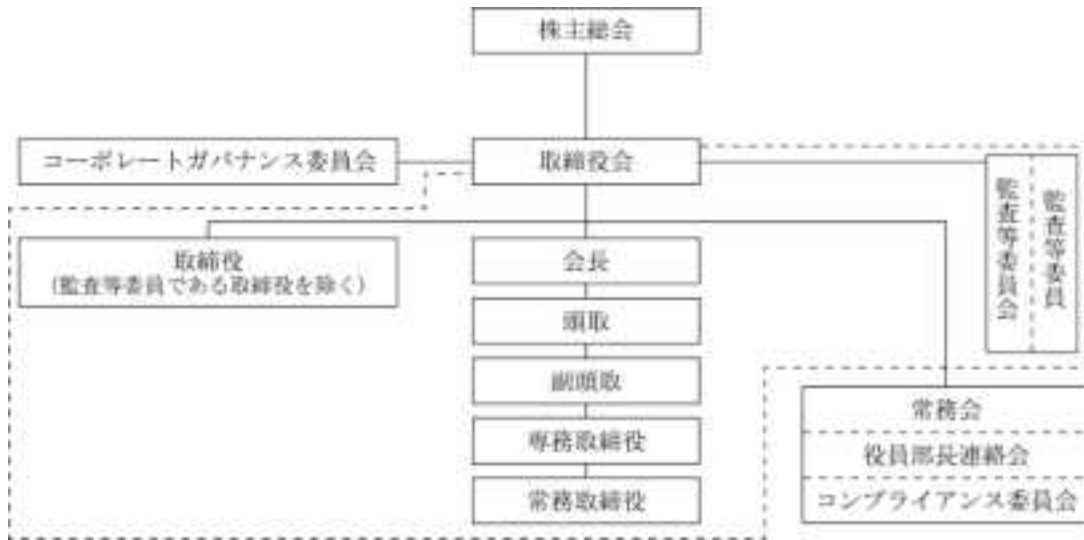 株主総会
コーポレートガバナンス委員会
取締役会
監査等委員会
監査等委員
取締役
(監査等委員である取締役を除く)
会長
頭取
副頭取
専務取締役
常務取締役
常務会
役員部長連絡会
コンプライアンス委員会